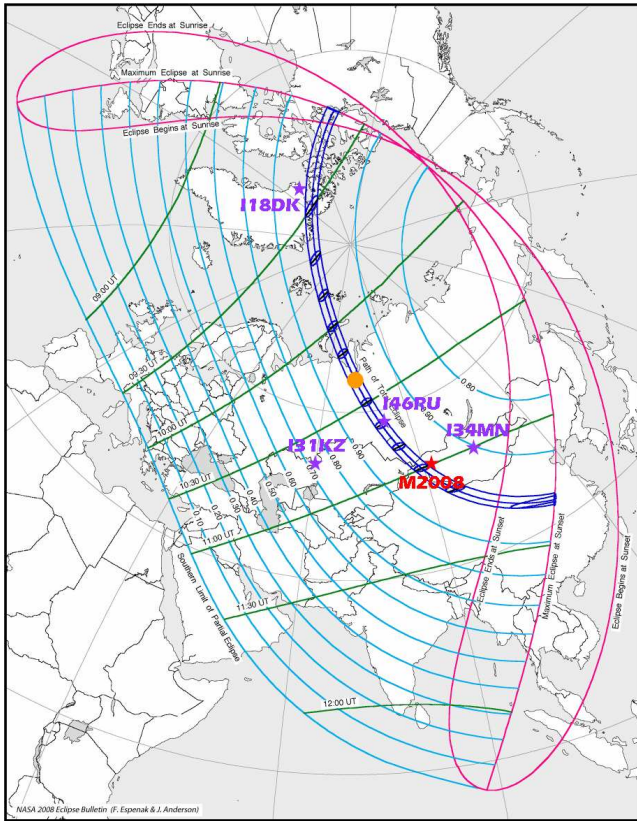 Eclipse Ends at Sunrise
Maximum Eclipse at Sunrise
Eclipse Begins at Sunrise
I18DK
09:00 UT
09:30 UT
10:00 UT
10:30 UT
11:00 UT
11:30 UT
12:00 UT
Path of Total Eclipse
0.80
0.90
I46RU
I34MN
I31KZ
M2008
0.10
0.20
0.30
0.40
0.50
0.60
0.70
0.80
0.90
Southern Limit of Partial Eclipse
Eclipse Ends at Sunset
Maximum Eclipse at Sunset
Eclipse Begins at Sunset
NASA 2008 Eclipse Bulletin (F. Espenak & J. Anderson)